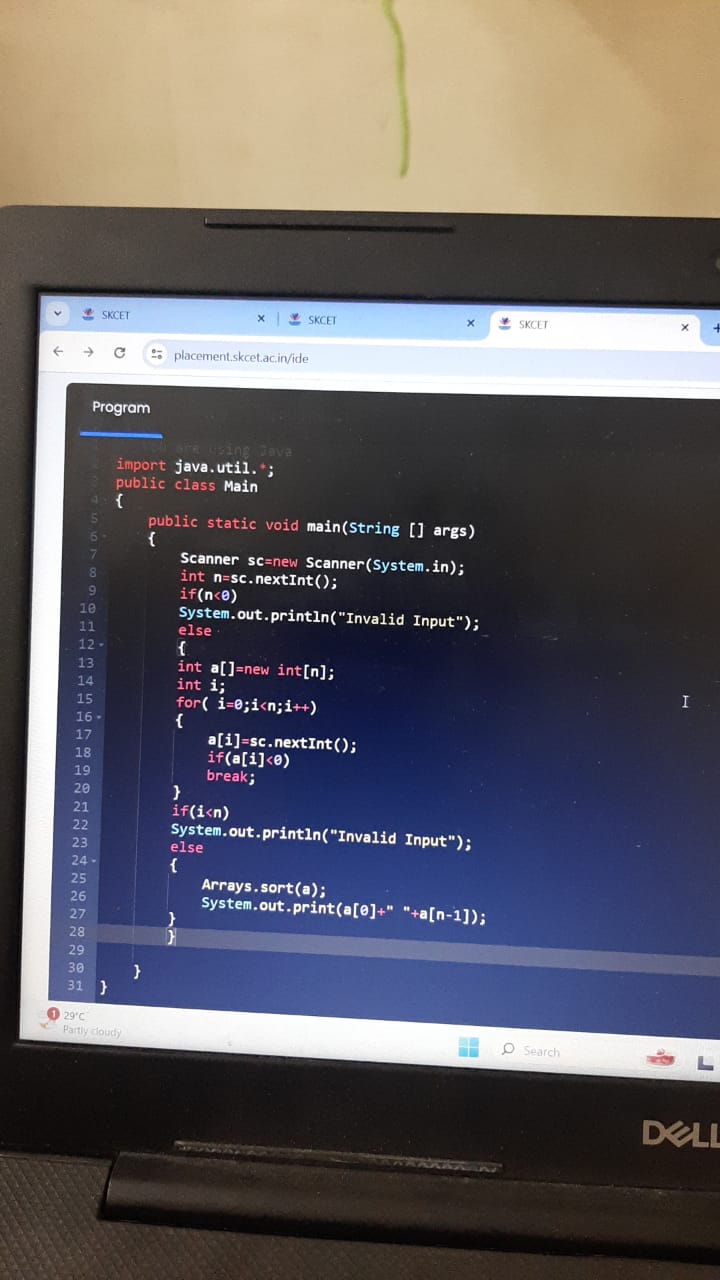 SKCET
SKCET
SKCET
placement.skcet.ac.in/ide
Program
are using Java
2 import java.util.*;
3 public class Main
4 {
5 public static void main(String [] args)
6 {
7 Scanner sc=new Scanner(System.in);
8 int n=sc.nextInt();
9 if(n<0)
10 System.out.println("Invalid Input");
11 else
12 {
13 int a[]=new int[n];
14 int i;
15 for( i=0;i<n;i++)
16 {
17 a[i]=sc.nextInt();
18 if(a[i]<0)
19 break;
20 }
21 if(i<n)
22 System.out.println("Invalid Input");
23 else
24 {
25 Arrays.sort(a);
26 System.out.print(a[0]+" "+a[n-1]);
27 }
28 }
29
30 }
31 }
1 29°C
Partly cloudy
Search
DELL